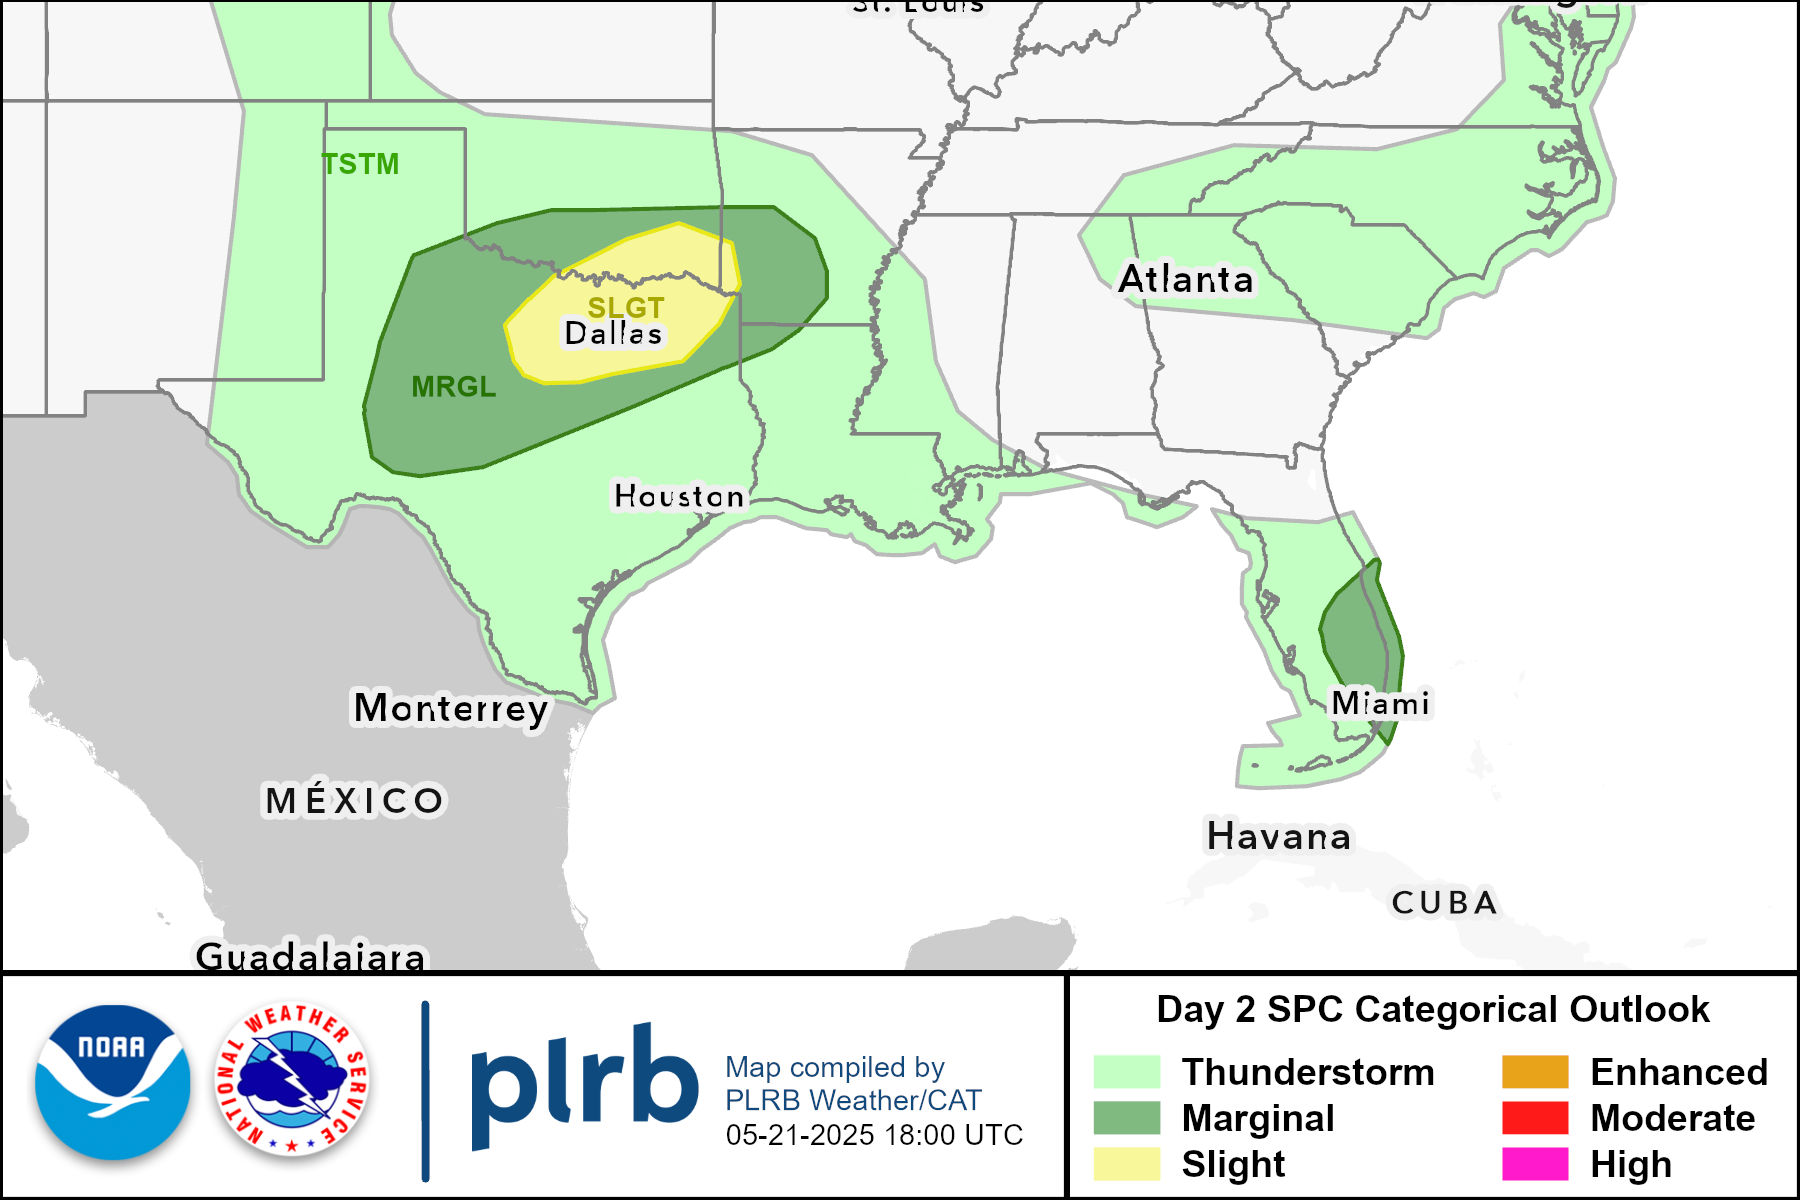 St. Louis
TSTM
Atlanta
SLGT
Dallas
MRGL
Houston
Monterrey
Miami
MÉXICO
Havana
CUBA
Guadalajara
NOAA
NATIONAL WEATHER SERVICE
plrb
Map compiled by
PLRB Weather/CAT
05-21-2025 18:00 UTC
Day 2 SPC Categorical Outlook
Thunderstorm
Enhanced
Marginal
Moderate
Slight
High